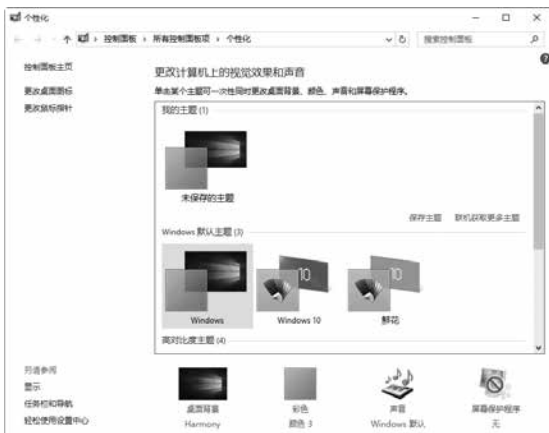 个性化
控制面板 › 所有控制面板项 › 个性化
搜索控制面板
控制面板主页
更改桌面图标
更改鼠标指针
更改计算机上的视觉效果和声音
单击某个主题可一次性同时更改桌面背景、颜色、声音和屏幕保护程序。
我的主题 (1)
未保存的主题
保存主题 联机获取更多主题
Windows 默认主题 (3)
10
10
Windows
Windows 10
鲜花
高对比度主题 (4)
另请参阅
显示
任务栏和导航
轻松使用设置中心
桌面背景
Harmony
彩色
颜色 3
声音
Windows 默认
屏幕保护程序
无